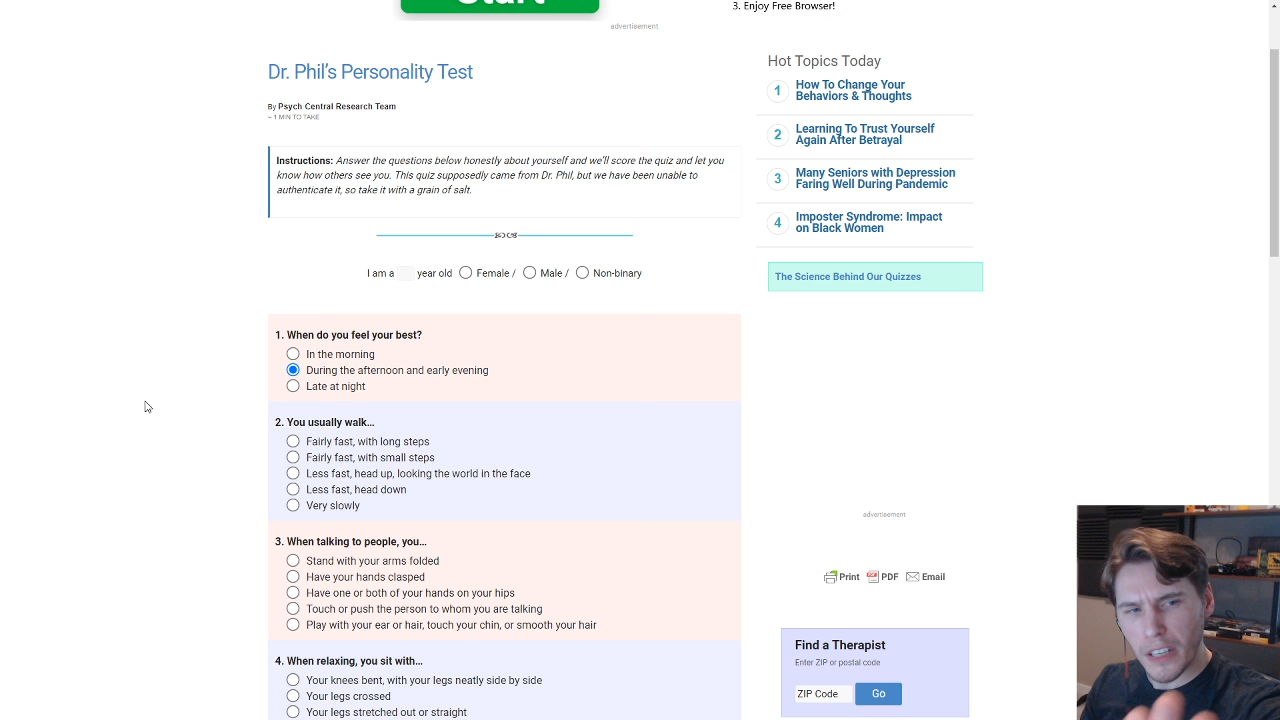 Start
3. Enjoy Free Browser!
advertisement
Dr. Phil's Personality Test
By Psych Central Research Team
~ 1 MIN TO TAKE
Instructions: Answer the questions below honestly about yourself and we'll score the quiz and let you
know how others see you. This quiz supposedly came from Dr. Phil, but we have been unable to
authenticate it, so take it with a grain of salt.
I am a year old Female / Male / Non-binary
1. When do you feel your best?
In the morning
During the afternoon and early evening
Late at night
2. You usually walk…
Fairly fast, with long steps
Fairly fast, with small steps
Less fast, head up, looking the world in the face
Less fast, head down
Very slowly
3. When talking to people, you…
Stand with your arms folded
Have your hands clasped
Have one or both of your hands on your hips
Touch or push the person to whom you are talking
Play with your ear or hair, touch your chin, or smooth your hair
4. When relaxing, you sit with…
Your knees bent, with your legs neatly side by side
Your legs crossed
Your legs stretched out or straight
Hot Topics Today
1 How To Change Your
Behaviors & Thoughts
2 Learning To Trust Yourself
Again After Betrayal
3 Many Seniors with Depression
Faring Well During Pandemic
4 Imposter Syndrome: Impact
on Black Women
The Science Behind Our Quizzes
advertisement
Print PDF Email
Find a Therapist
Enter ZIP or postal code
ZIP Code Go